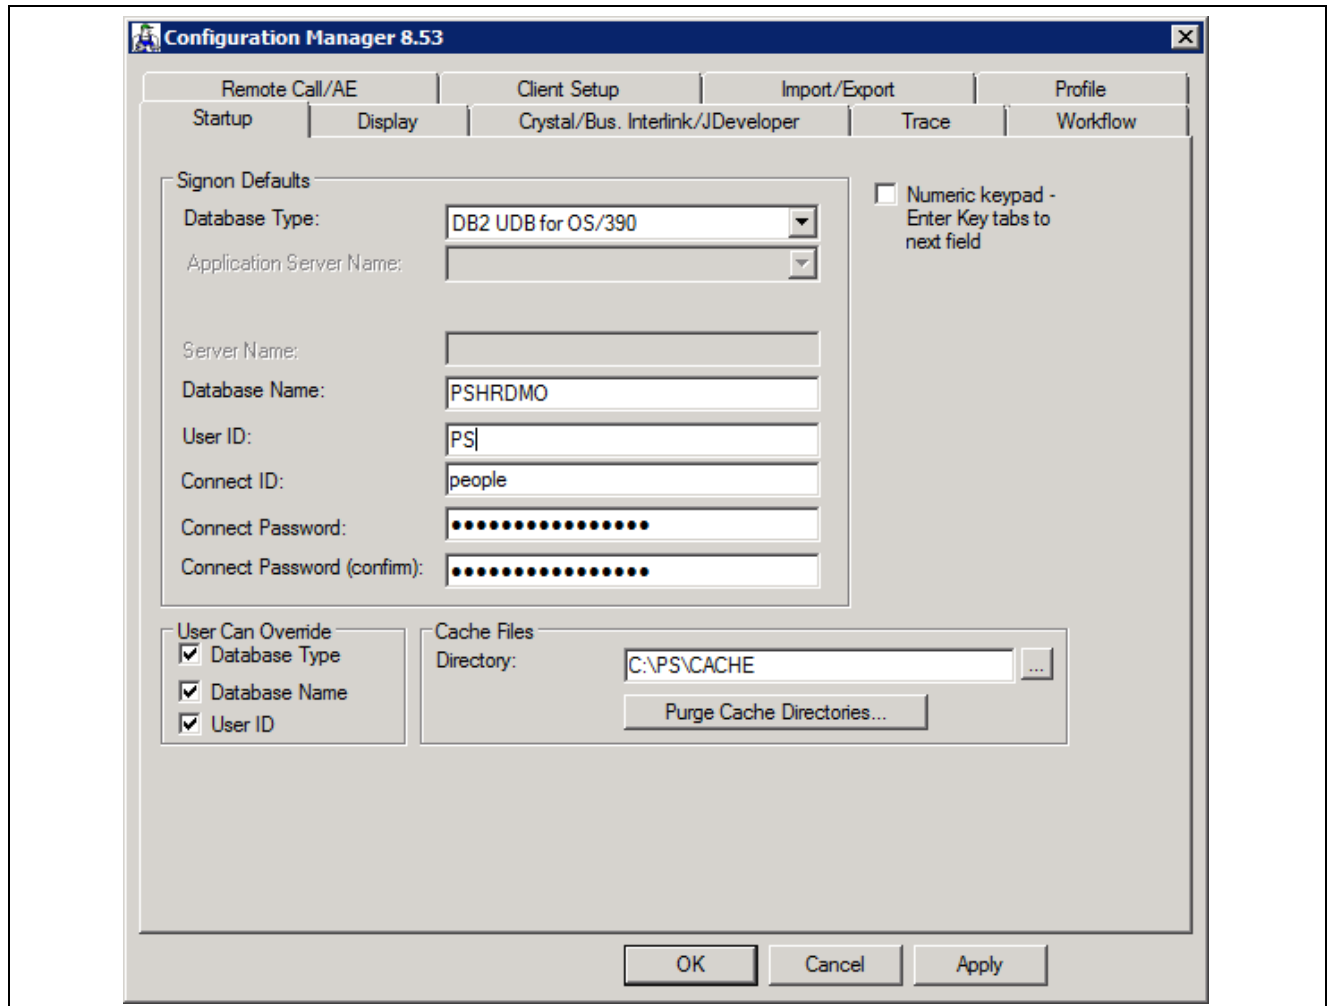 Configuration Manager 8.53
Remote Call/AE
Client Setup
Import/Export
Profile
Startup
Display
Crystal/Bus. Interlink/JDeveloper
Trace
Workflow
Signon Defaults
Database Type:
DB2 UDB for OS/390
Application Server Name:
Server Name:
Database Name:
PSHRDMO
User ID:
PS
Connect ID:
people
Connect Password:
●●●●●●●●●●●●●●●●
Connect Password (confirm):
●●●●●●●●●●●●●●●●
Numeric keypad -
Enter Key tabs to
next field
User Can Override
Database Type
Database Name
User ID
Cache Files
Directory:
C:\PS\CACHE
...
Purge Cache Directories...
OK
Cancel
Apply